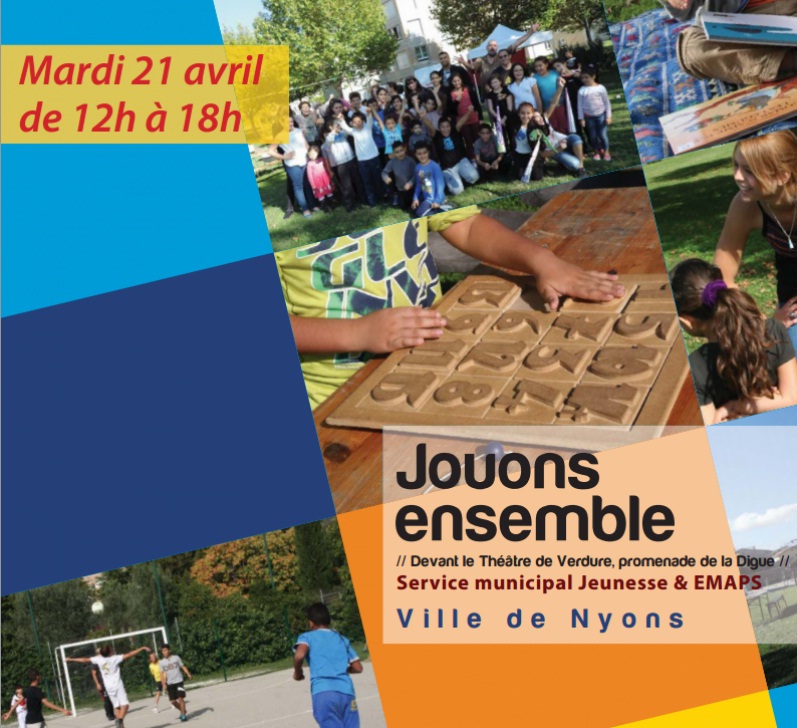 Mardi 21 avril
de 12h à 18h
Jouons
ensemble
// Devant le Théâtre de Verdure, promenade de la Digue //
Service municipal Jeunesse & EMAPS
Ville de Nyons